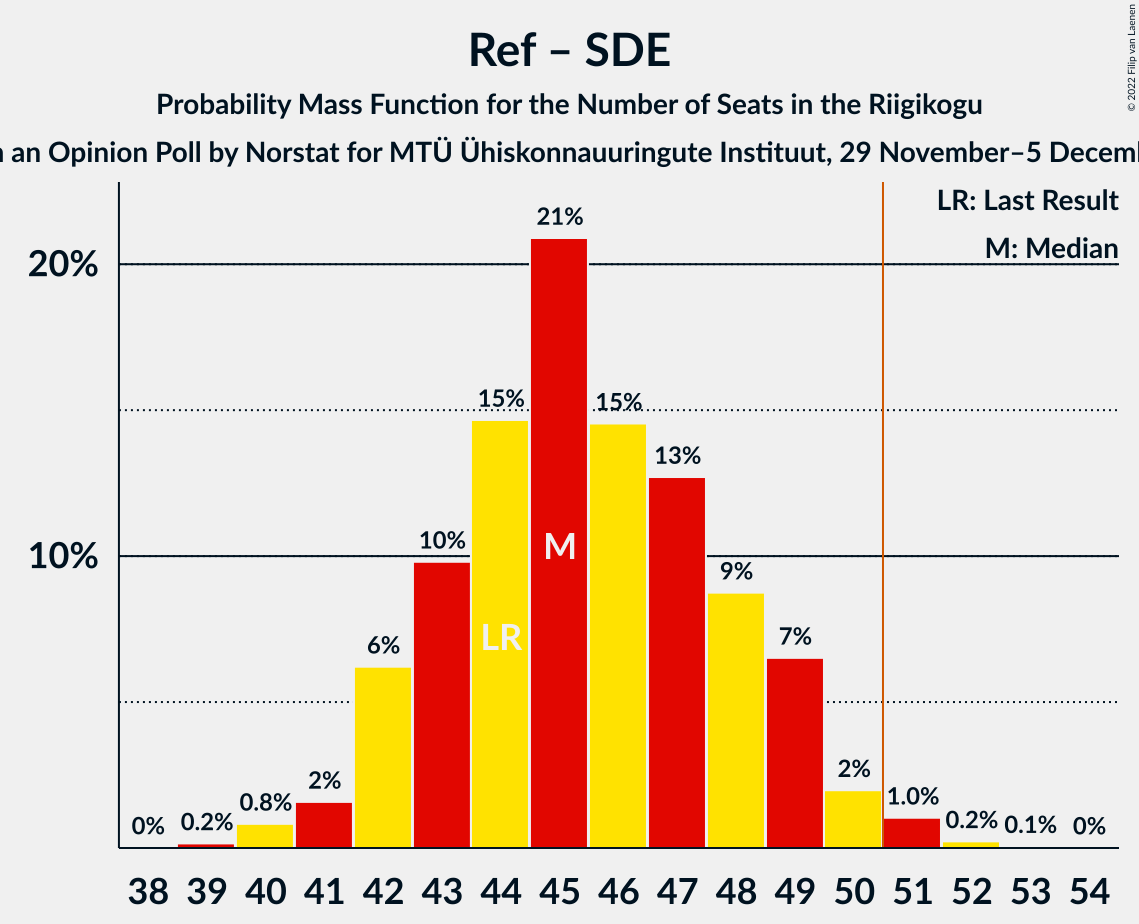 © 2022 Filip van Laenen
Ref – SDE
Probability Mass Function for the Number of Seats in the Riigikogu
an Opinion Poll by Norstat for MTÜ Ühiskonnauuringute Instituut, 29 November–5 Decem
LR: Last Result
M: Median
20%
10%
0%
0.2%
0.8%
2%
6%
10%
15%
21%
15%
13%
9%
7%
2%
1.0%
0.2%
0.1%
0%
LR
M
38 39 40 41 42 43 44 45 46 47 48 49 50 51 52 53 54